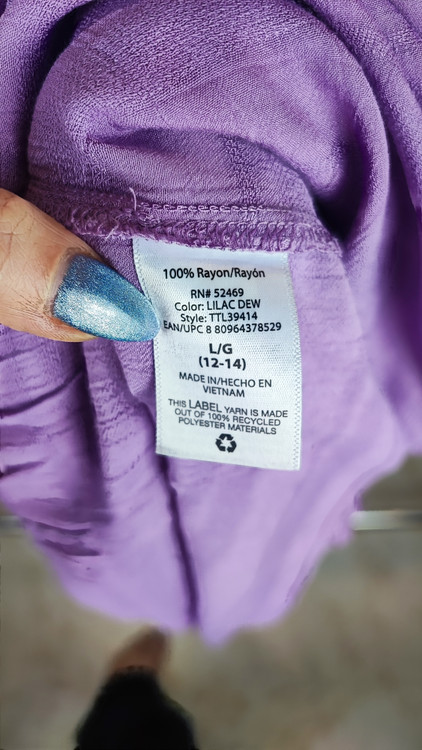 100% Rayon/Rayón
RN# 52469
Color: LILAC DEW
Style: TTL39414
EAN/UPC 8 80964378529
L/G
(12-14)
MADE IN/HECHO EN
VIETNAM
THIS LABEL YARN IS MADE
OUT OF 100% RECYCLED
POLYESTER MATERIALS